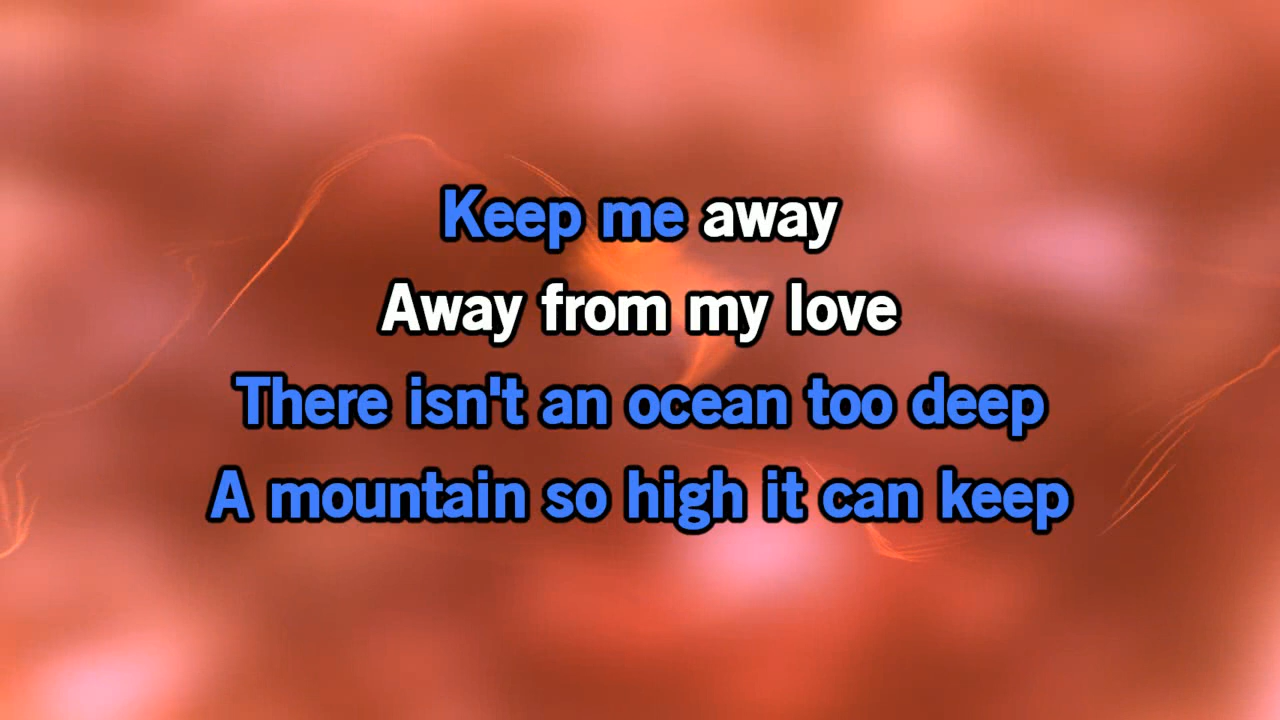 Keep me away
Away from my love
There isn't an ocean too deep
A mountain so high it can keep